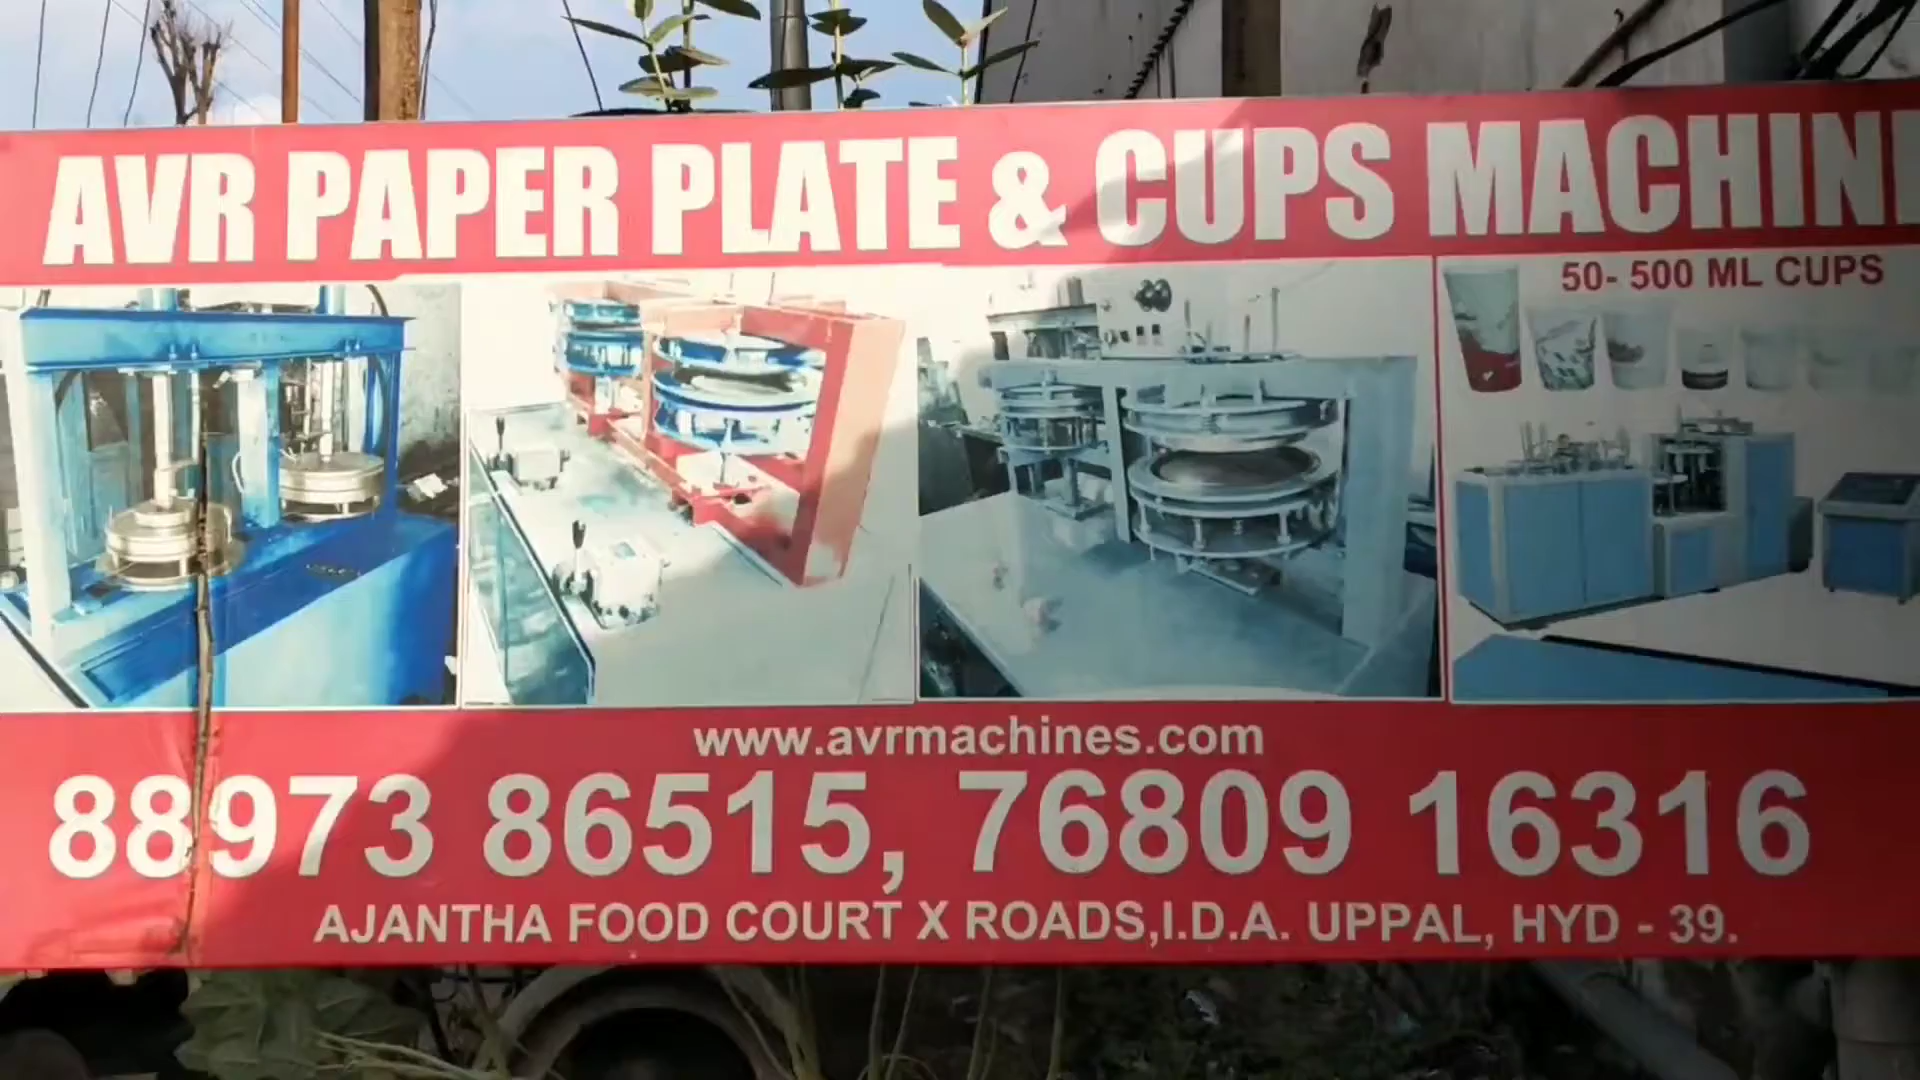 AVR PAPER PLATE & CUPS MACHINE
50- 500 ML CUPS
www.avrmachines.com
88973 86515, 76809 16316
AJANTHA FOOD COURT X ROADS,I.D.A. UPPAL, HYD - 39.